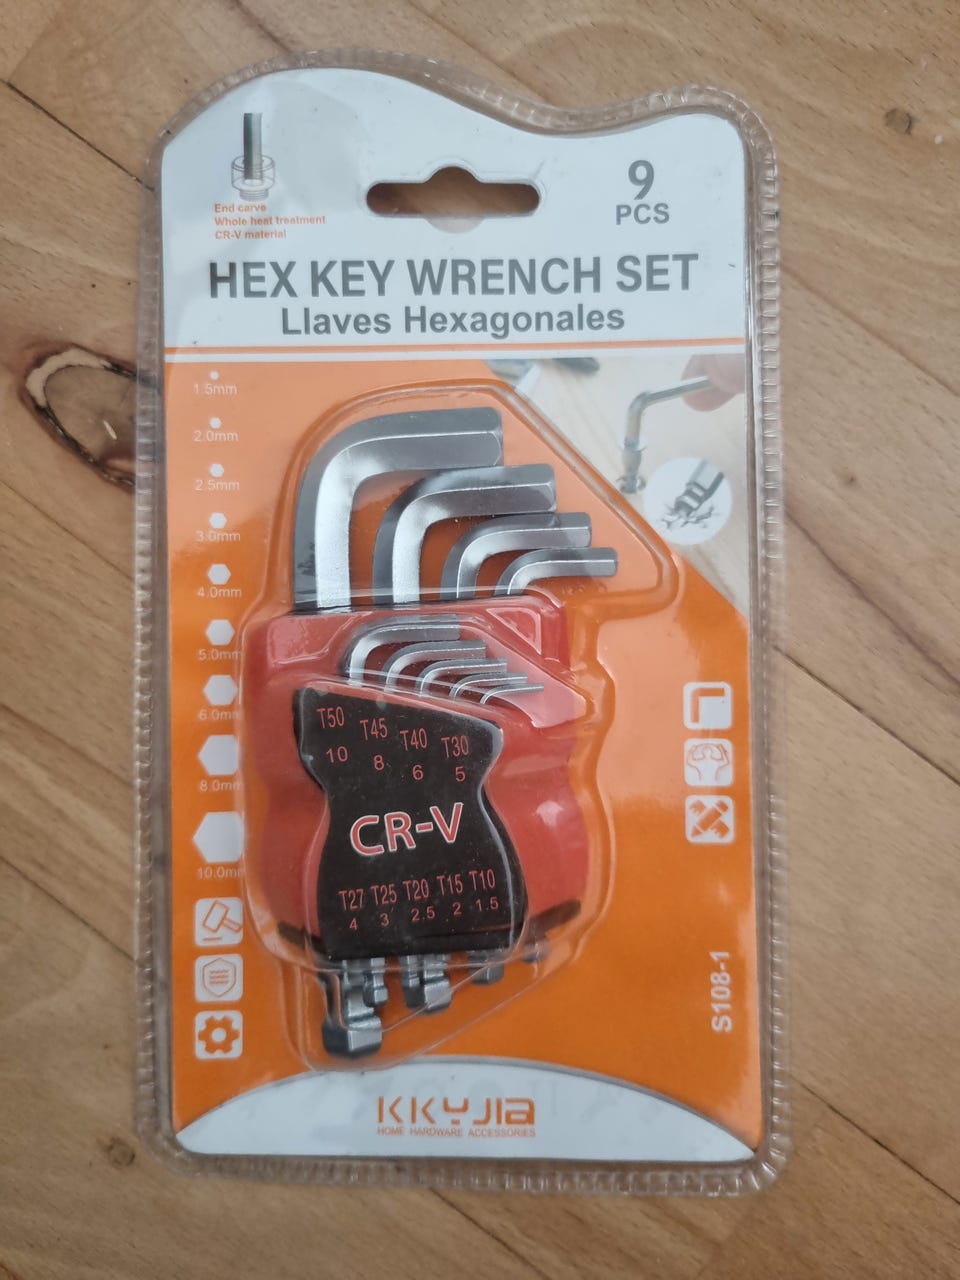 End carve
Whole heat treatment
CR-V material
9
PCS
HEX KEY WRENCH SET
Llaves Hexagonales
1.5mm
2.0mm
2.5mm
3.0mm
4.0mm
5.0mm
6.0mm
8.0mm
10.0mm
T50 T45 T40 T30
10 8 6 5
CR-V
T27 T25 T20 T15 T10
4 3 2.5 2 1.5
S108-1
KKYJIA
HOME HARDWARE ACCESSORIES